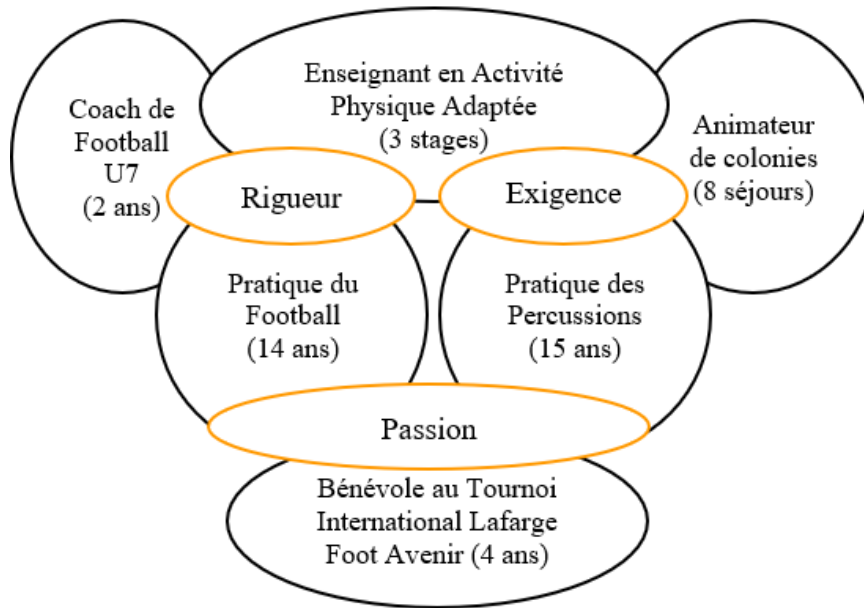 Enseignant en Activité
Physique Adaptée
(3 stages)
Coach de
Football
U7
(2 ans)
Animateur
de colonies
(8 séjours)
Rigueur
Exigence
Pratique du
Football
(14 ans)
Pratique des
Percussions
(15 ans)
Passion
Bénévole au Tournoi
International Lafarge
Foot Avenir (4 ans)